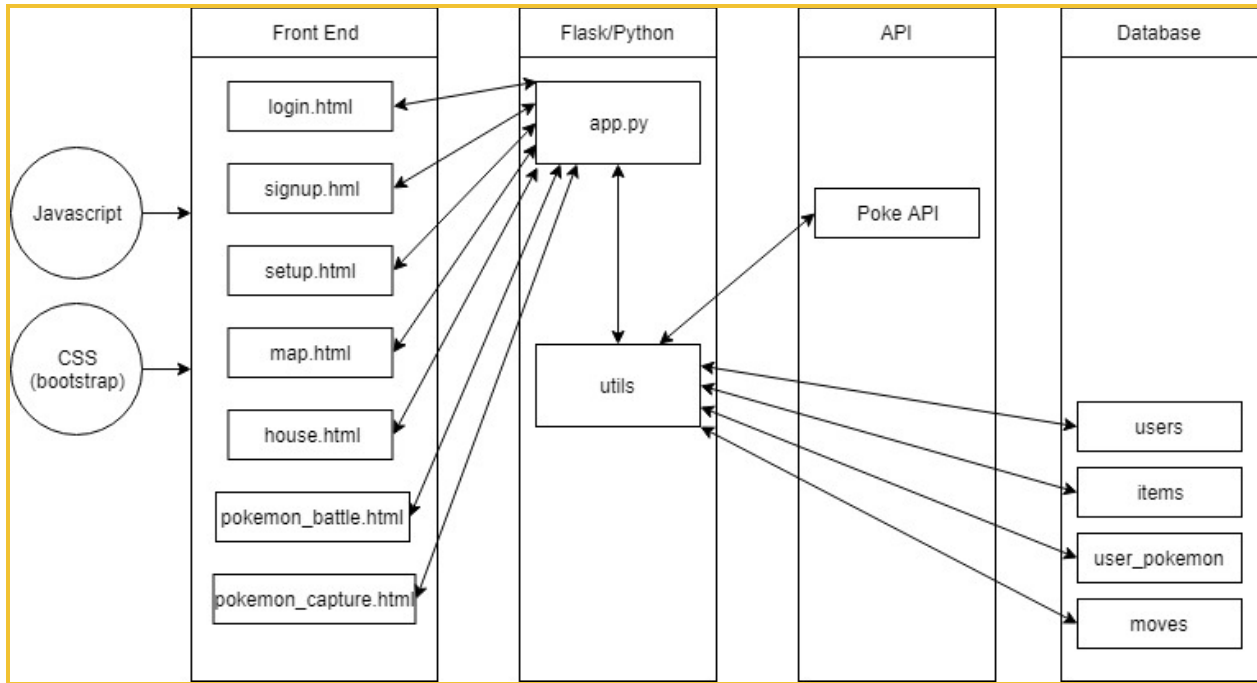 Front End
Flask/Python
API
Database
Javascript
CSS
(bootstrap)
login.html
signup.hml
setup.html
map.html
house.html
pokemon_battle.html
pokemon_capture.html
app.py
utils
Poke API
users
items
user_pokemon
moves